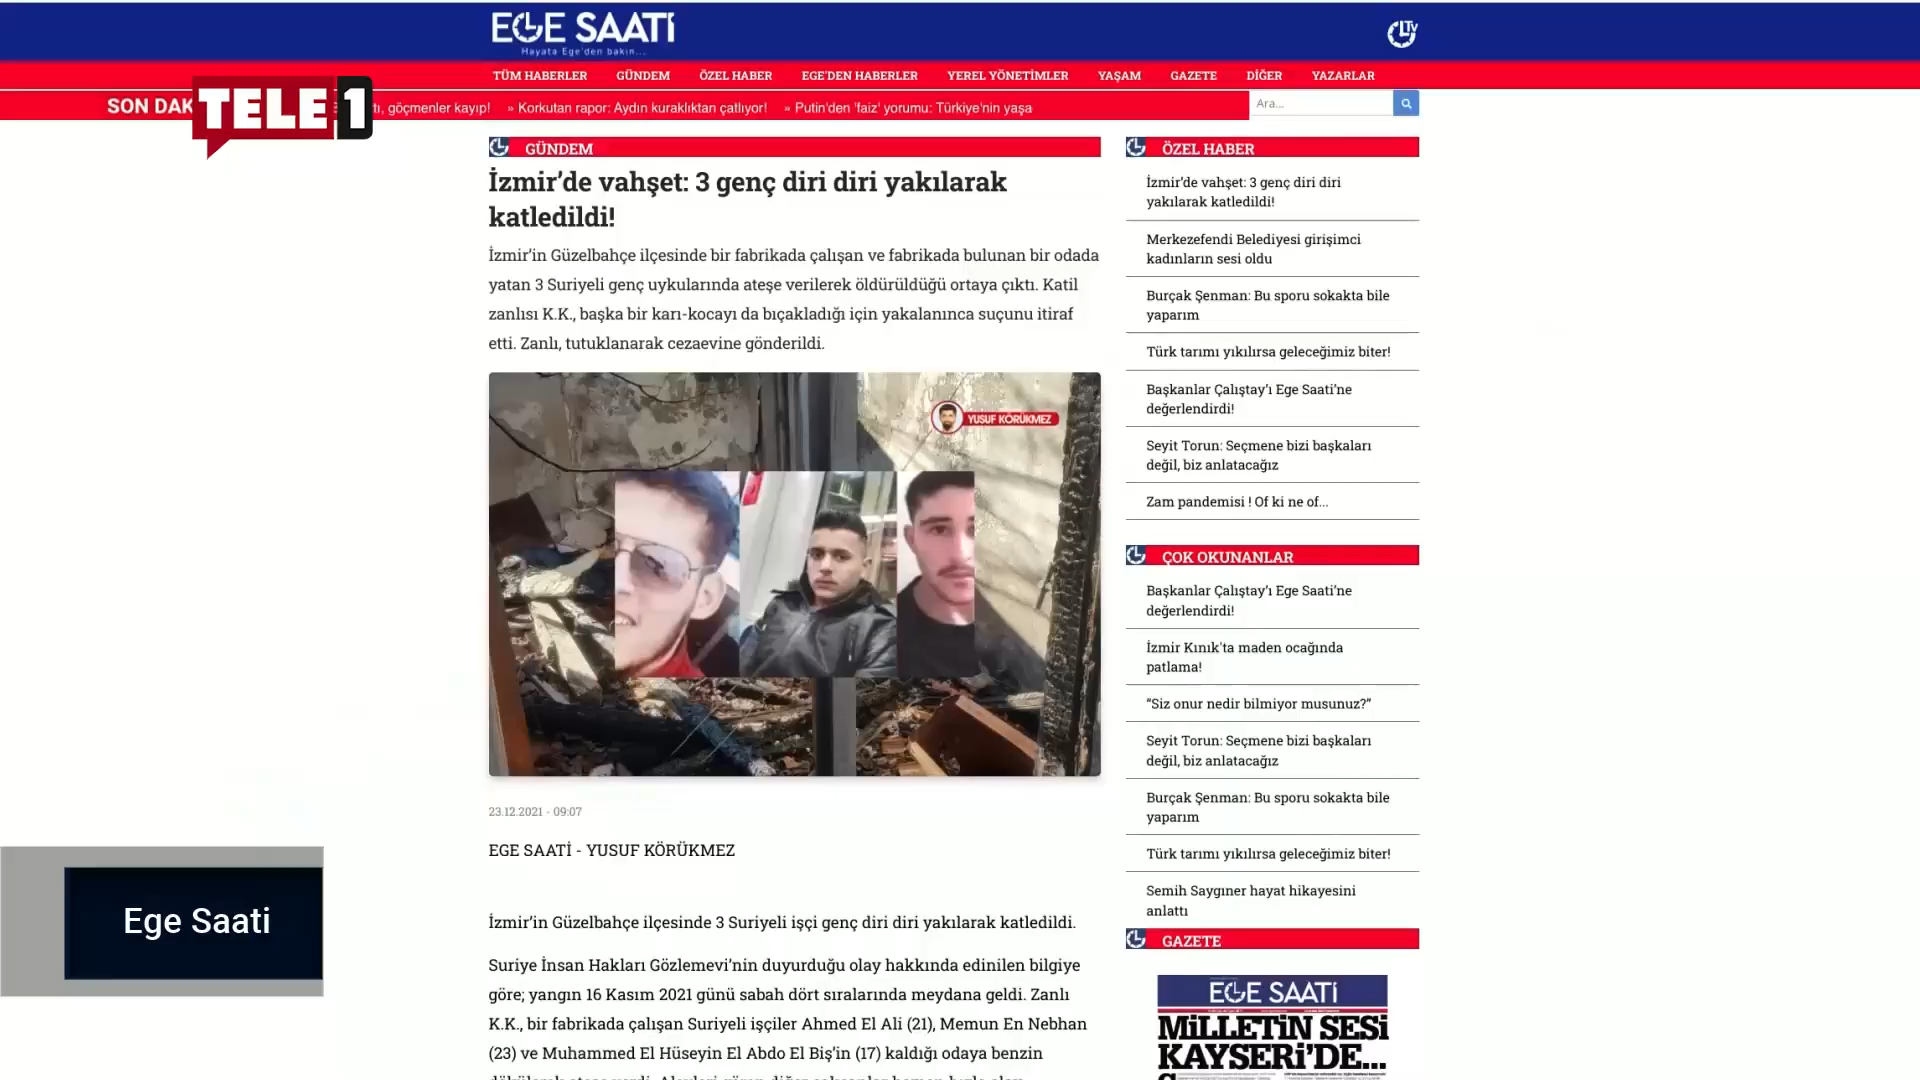 EGE SAATİ
Hayata Ege'den bakın...
TV
TÜM HABERLER GÜNDEM ÖZEL HABER EGE'DEN HABERLER YEREL YÖNETİMLER YAŞAM GAZETE DİĞER YAZARLAR
SON DAK
TELE1
tı, göçmenler kayıp! » Korkutan rapor: Aydın kuraklıktan çatlıyor! » Putin'den 'faiz' yorumu: Türkiye'nin yaşa
Ara...
GÜNDEM
İzmir’de vahşet: 3 genç diri diri yakılarak
katledildi!
İzmir’in Güzelbahçe ilçesinde bir fabrikada çalışan ve fabrikada bulunan bir odada
yatan 3 Suriyeli genç uykularında ateşe verilerek öldürüldüğü ortaya çıktı. Katil
zanlısı K.K., başka bir karı-kocayı da bıçakladığı için yakalanınca suçunu itiraf
etti. Zanlı, tutuklanarak cezaevine gönderildi.
YUSUF KÖRÜKMEZ
23.12.2021 - 09:07
EGE SAATİ - YUSUF KÖRÜKMEZ
İzmir’in Güzelbahçe ilçesinde 3 Suriyeli işçi genç diri diri yakılarak katledildi.
Suriye İnsan Hakları Gözlemevi’nin duyurduğu olay hakkında edinilen bilgiye
göre; yangın 16 Kasım 2021 günü sabah dört sıralarında meydana geldi. Zanlı
K.K., bir fabrikada çalışan Suriyeli işçiler Ahmed El Ali (21), Memun En Nebhan
(23) ve Muhammed El Hüseyin El Abdo El Biş’in (17) kaldığı odaya benzin
ÖZEL HABER
İzmir’de vahşet: 3 genç diri diri
yakılarak katledildi!
Merkezefendi Belediyesi girişimci
kadınların sesi oldu
Burçak Şenman: Bu sporu sokakta bile
yaparım
Türk tarımı yıkılırsa geleceğimiz biter!
Başkanlar Çalıştay’ı Ege Saati’ne
değerlendirdi!
Seyit Torun: Seçmene bizi başkaları
değil, biz anlatacağız
Zam pandemisi ! Of ki ne of...
ÇOK OKUNANLAR
Başkanlar Çalıştay’ı Ege Saati’ne
değerlendirdi!
İzmir Kınık'ta maden ocağında
patlama!
“Siz onur nedir bilmiyor musunuz?”
Seyit Torun: Seçmene bizi başkaları
değil, biz anlatacağız
Burçak Şenman: Bu sporu sokakta bile
yaparım
Türk tarımı yıkılırsa geleceğimiz biter!
Semih Saygıner hayat hikayesini
anlattı
GAZETE
EGE SAATİ
MİLLETİN SESİ
KAYSERİ’DE...
Ege Saati